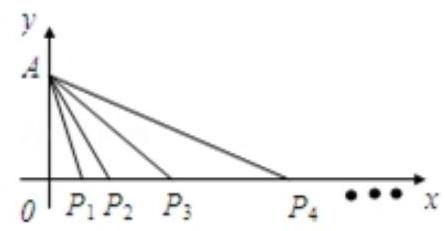 y
A
0 P₁ P₂ P₃ P₄ ••• x